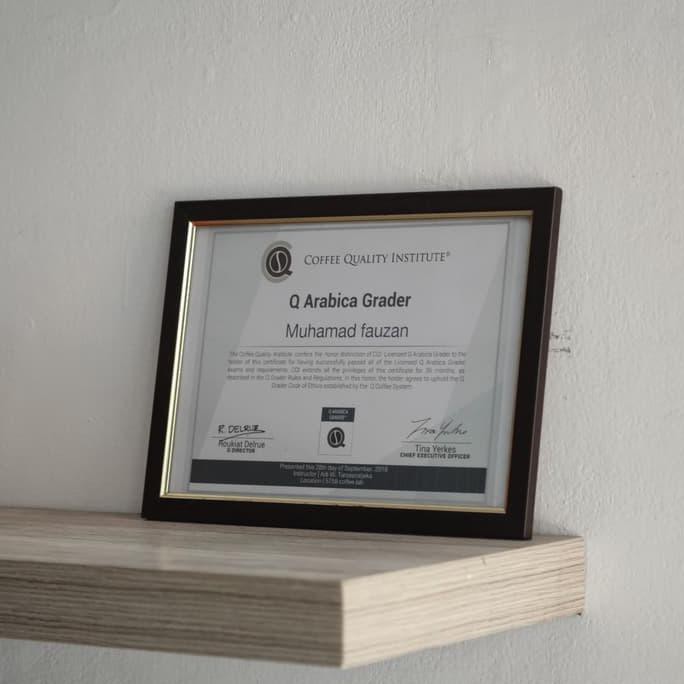 COFFEE QUALITY INSTITUTE®
Q Arabica Grader
Muhamad fauzan
The Coffee Quality Institute confers the honor distinction of CQI Licensed Q Arabica Grader to the
holder of this certificate for having successfully passed all of the Licensed Q Arabica Grader
exams and requirements. CQI extends all the privileges of this certificate for 36 months, as
described in the Q Grader Rules and Regulations. In this honor, the holder agrees to uphold the Q
Grader Code of Ethics established by the Q Coffee System.
Q ARABICA
GRADER
R. DELRUE
Roukiat Delrue
Q DIRECTOR
Tina Yerkes
Tina Yerkes
CHIEF EXECUTIVE OFFICER
Presented this 28th day of September, 2018
Instructor | Adi W.
Location | 5758 coffee lab